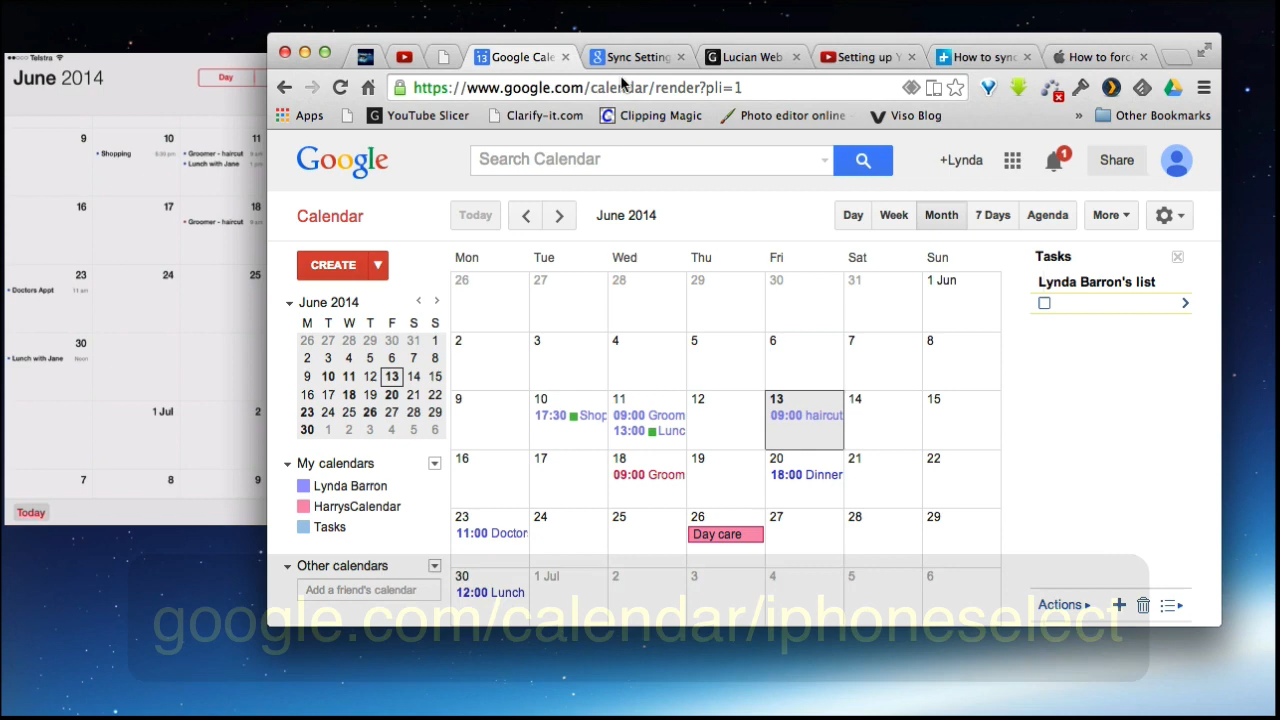 Telstra
June 2014
Day
9 10 11
Shopping
Groomer - haircut
Lunch with Jane
16 17 18
Groomer - haircut
23 24 25
Doctors Appt 11 am
30
Lunch with Jane Noon
1 Jul 2
7 8 9
Today
Google Cale
Sync Setting
Lucian Web
Setting up Y
How to sync
How to forc
https://www.google.com/calendar/render?pli=1
Apps
YouTube Slicer
Clarify-it.com
Clipping Magic
Photo editor online
Viso Blog
»
Other Bookmarks
Google
Search Calendar
+Lynda
1
Share
Calendar
Today
June 2014
Day Week Month 7 Days Agenda
More
CREATE
June 2014
M T W T F S S
26 27 28 29 30 31 1
2 3 4 5 6 7 8
9 10 11 12 13 14 15
16 17 18 19 20 21 22
23 24 25 26 27 28 29
30 1 2 3 4 5 6
My calendars
Lynda Barron
HarrysCalendar
Tasks
Other calendars
Add a friend's calendar
Mon Tue Wed Thu Fri Sat Sun
26 27 28 29 30 31 1 Jun
2 3 4 5 6 7 8
9 10 11 12 13 14 15
17:30 Shop 09:00 Groom 09:00 haircut
13:00 Lunc
16 17 18 19 20 21 22
09:00 Groom 18:00 Dinner
23 24 25 26 27 28 29
11:00 Doctor Day care
30 1 Jul 2 3 4 5 6
12:00 Lunch
Tasks
Lynda Barron's list
Actions
google.com/calendar/iphoneselect